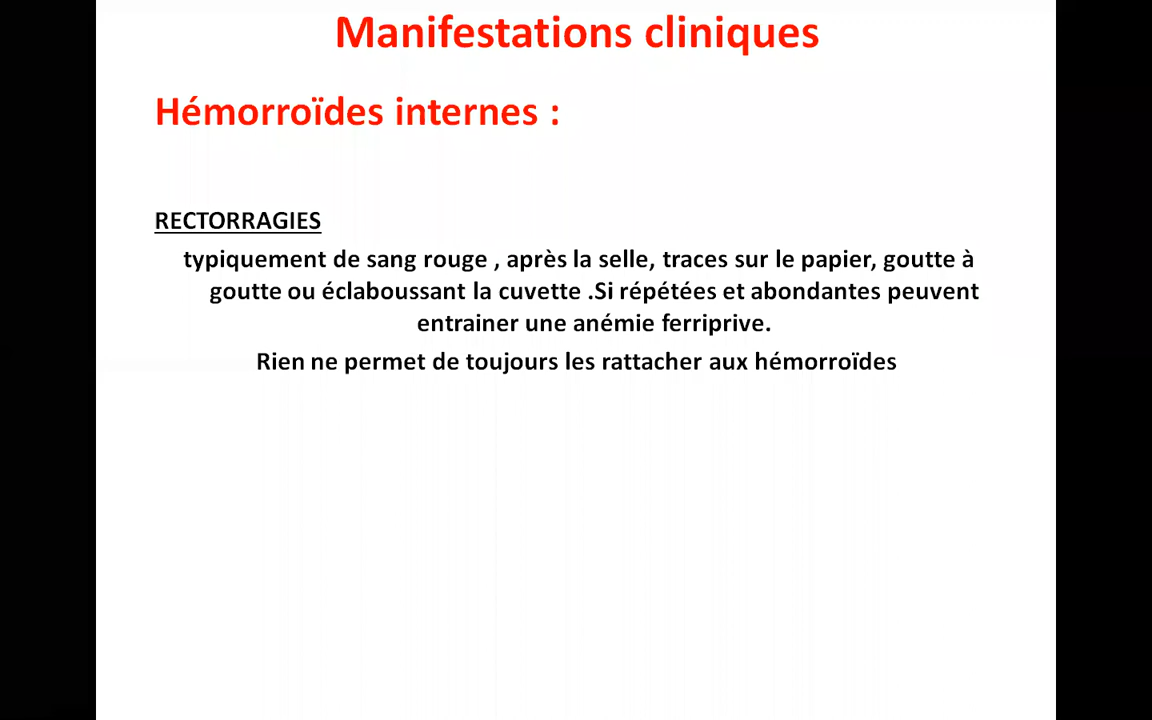 Manifestations cliniques
Hémorroïdes internes :
RECTORRAGIES
typiquement de sang rouge , après la selle, traces sur le papier, goutte à
goutte ou éclaboussant la cuvette .Si répétées et abondantes peuvent
entrainer une anémie ferriprive.
Rien ne permet de toujours les rattacher aux hémorroïdes